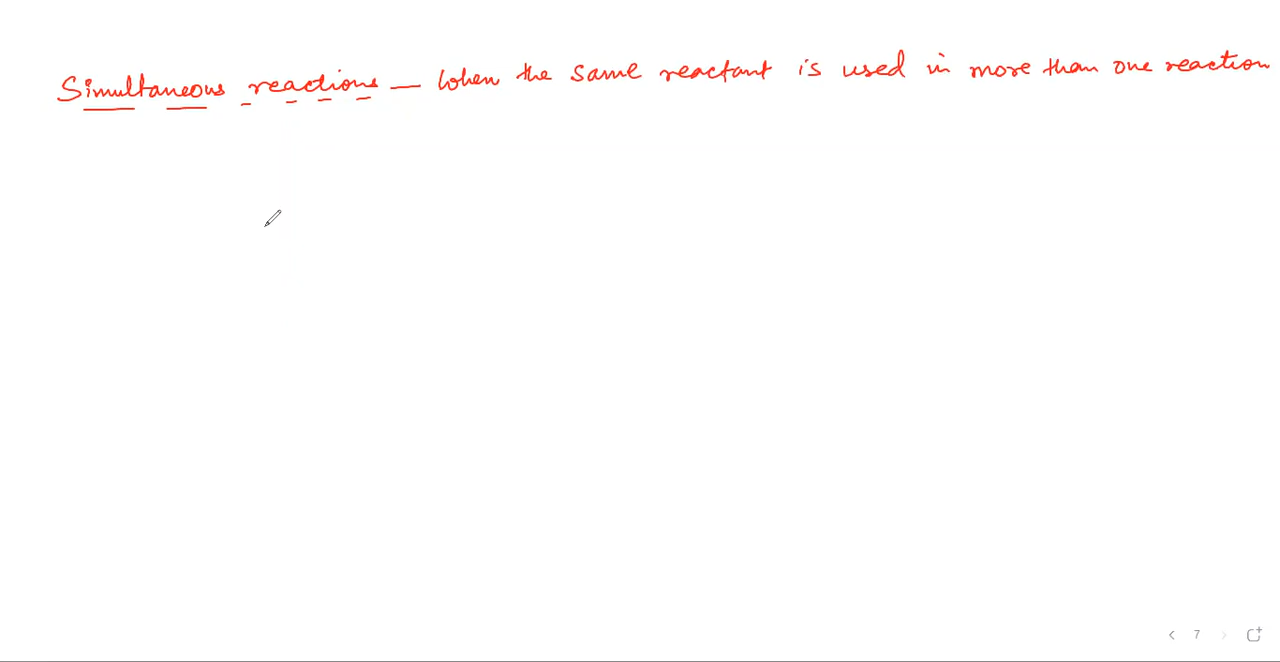 Simultaneous reactions — When the same reactant is used in more than one reaction
7